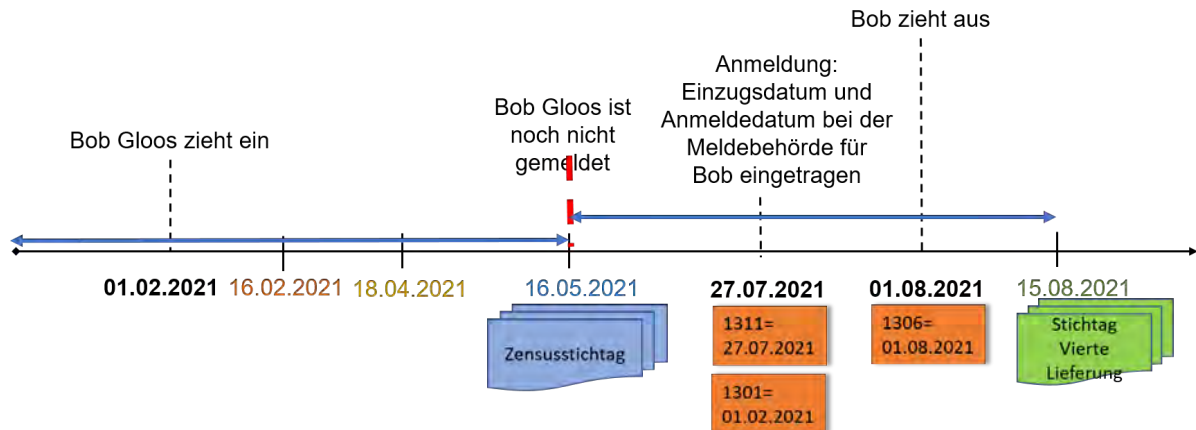 Bob zieht aus
Anmeldung:
Einzugsdatum und
Anmeldedatum bei der
Meldebehörde für
Bob eingetragen
Bob Gloos ist
noch nicht
gemeldet
Bob Gloos zieht ein
01.02.2021
16.02.2021
18.04.2021
16.05.2021
27.07.2021
01.08.2021
15.08.2021
Zensusstichtag
1311=
27.07.2021
1301=
01.02.2021
1306=
01.08.2021
Stichtag
Vierte
Lieferung